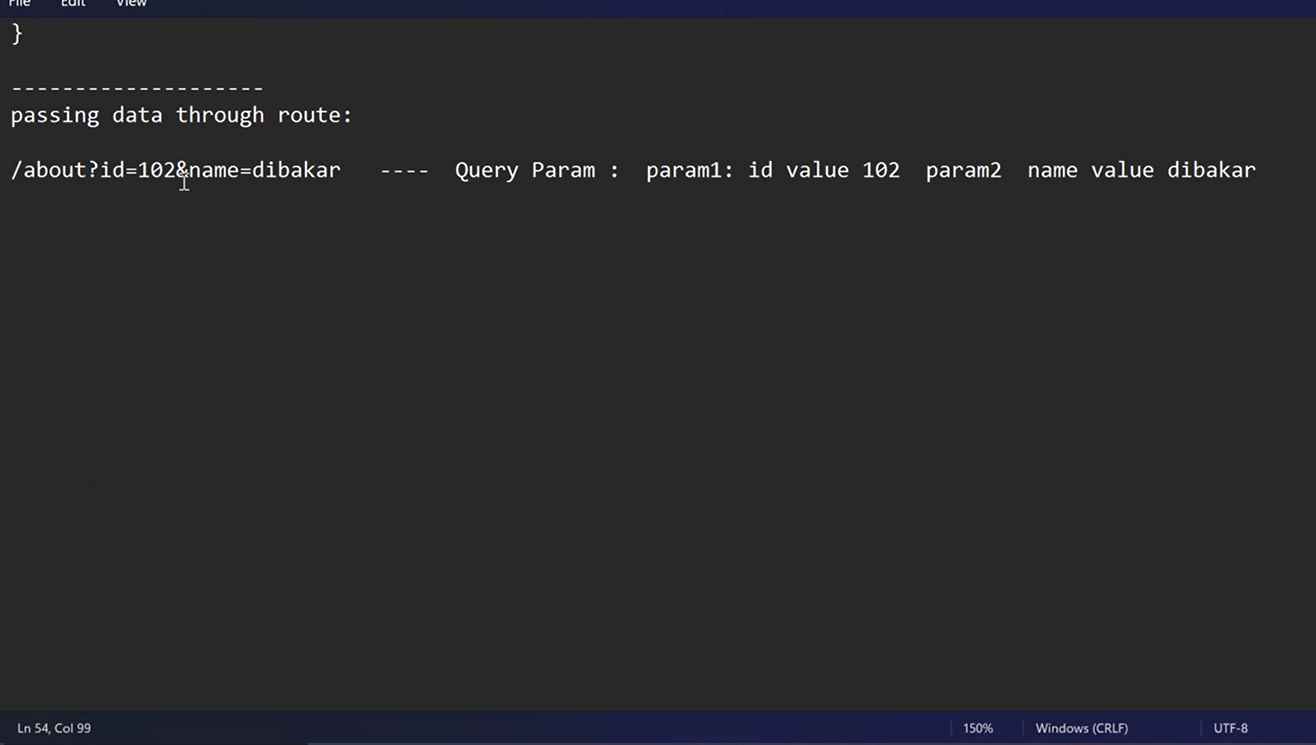 File Edit View
}
--------------------
passing data through route:
/about?id=102&name=dibakar   ----  Query Param :  param1: id value 102  param2  name value dibakar
Ln 54, Col 99 150% Windows (CRLF) UTF-8